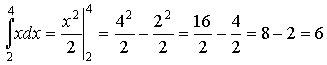 ∫₂⁴ xdx = x²/2 |₂⁴ = 4²/2 − 2²/2 = 16/2 − 4/2 = 8 − 2 = 6